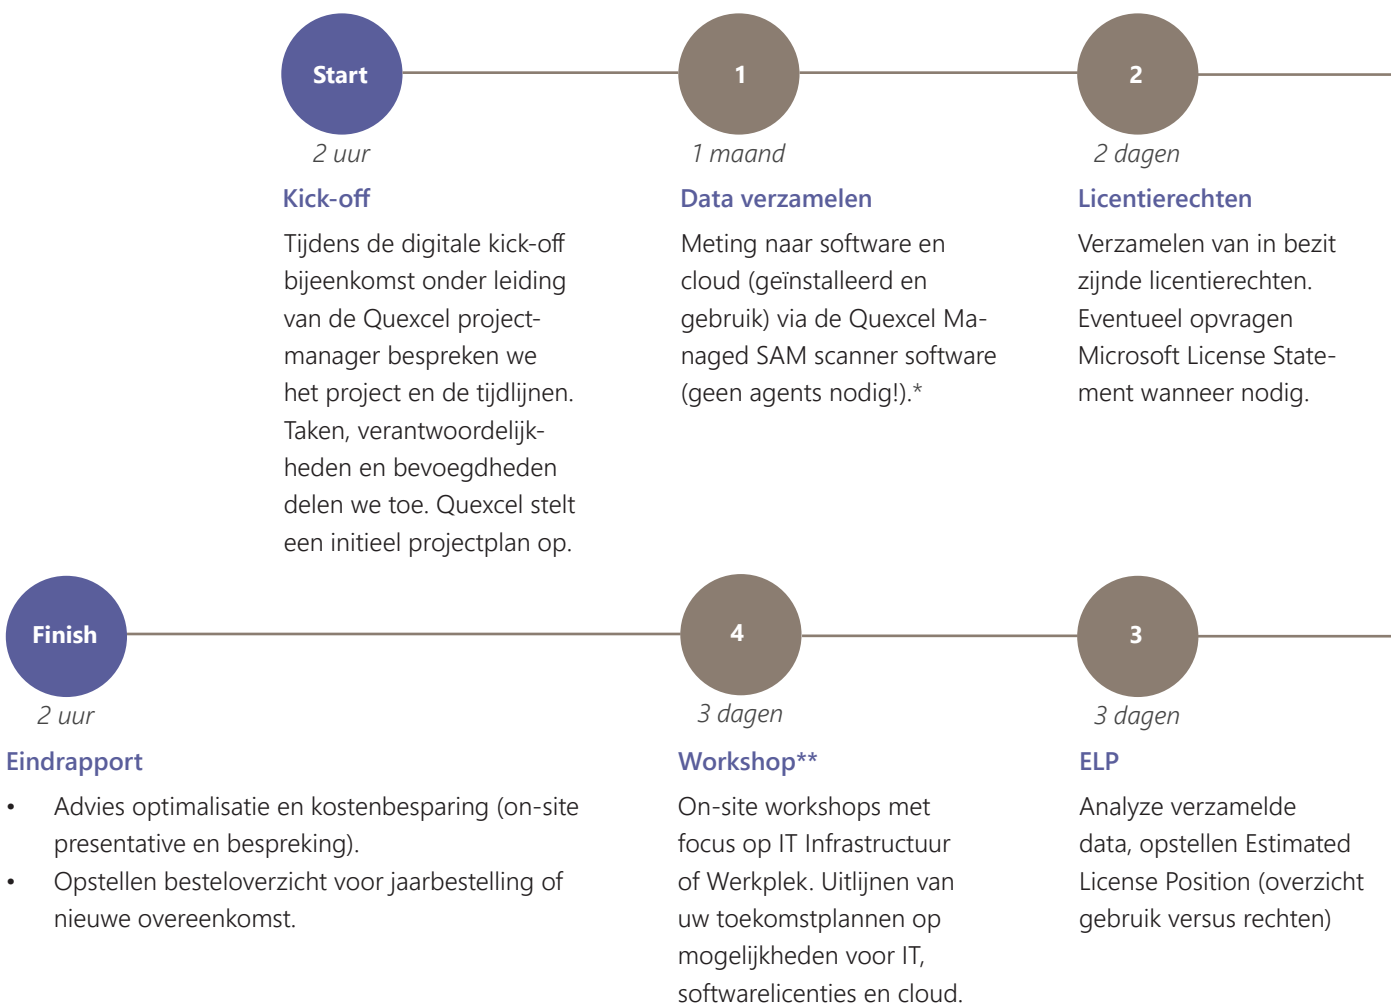 Start
2 uur
Kick-off
Tijdens de digitale kick-off
bijeenkomst onder leiding
van de Quexcel project-
manager bespreken we
het project en de tijdlijnen.
Taken, verantwoordelijk-
heden en bevoegdheden
delen we toe. Quexcel stelt
een initieel projectplan op.
1
1 maand
Data verzamelen
Meting naar software en
cloud (geïnstalleerd en
gebruik) via de Quexcel Ma-
naged SAM scanner software
(geen agents nodig!).*
2
2 dagen
Licentierechten
Verzamelen van in bezit
zijnde licentierechten.
Eventueel opvragen
Microsoft License State-
ment wanneer nodig.
3
3 dagen
ELP
Analyze verzamelde
data, opstellen Estimated
License Position (overzicht
gebruik versus rechten)
4
3 dagen
Workshop**
On-site workshops met
focus op IT Infrastructuur
of Werkplek. Uitlijnen van
uw toekomstplannen op
mogelijkheden voor IT,
softwarelicenties en cloud.
Finish
2 uur
Eindrapport
• Advies optimalisatie en kostenbesparing (on-site
presentative en bespreking).
• Opstellen besteloverzicht voor jaarbestelling of
nieuwe overeenkomst.